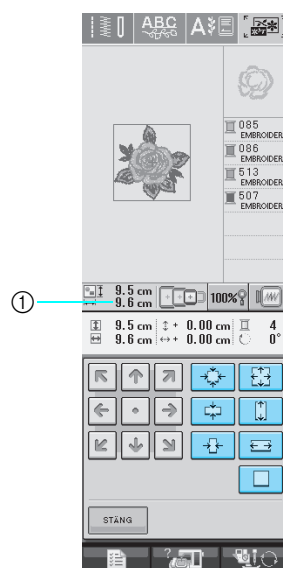 ABC
A
085
EMBROIDER
086
EMBROIDER
513
EMBROIDER
507
EMBROIDER
① 9.5 cm
9.6 cm 100%
9.5 cm + 0.00 cm 4
9.6 cm + 0.00 cm 0°
STÄNG
?